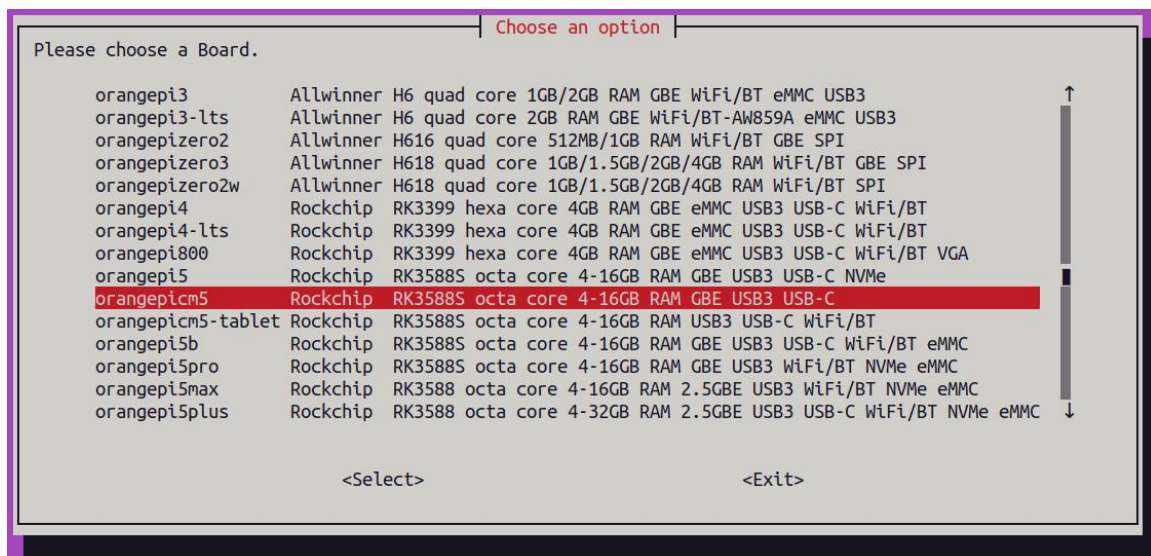 Choose an option
Please choose a Board.
orangepi3 Allwinner H6 quad core 1GB/2GB RAM GBE WiFi/BT eMMC USB3
orangepi3-lts Allwinner H6 quad core 2GB RAM GBE WiFi/BT-AW859A eMMC USB3
orangepizero2 Allwinner H616 quad core 512MB/1GB RAM WiFi/BT GBE SPI
orangepizero3 Allwinner H618 quad core 1GB/1.5GB/2GB/4GB RAM WiFi/BT GBE SPI
orangepizero2w Allwinner H618 quad core 1GB/1.5GB/2GB/4GB RAM WiFi/BT SPI
orangepi4 Rockchip RK3399 hexa core 4GB RAM GBE eMMC USB3 USB-C WiFi/BT
orangepi4-lts Rockchip RK3399 hexa core 4GB RAM GBE eMMC USB3 USB-C WiFi/BT
orangepi800 Rockchip RK3399 hexa core 4GB RAM GBE eMMC USB3 USB-C WiFi/BT VGA
orangepi5 Rockchip RK3588S octa core 4-16GB RAM GBE USB3 USB-C NVMe
orangepicm5 Rockchip RK3588S octa core 4-16GB RAM GBE USB3 USB-C
orangepicm5-tablet Rockchip RK3588S octa core 4-16GB RAM USB3 USB-C WiFi/BT
orangepi5b Rockchip RK3588S octa core 4-16GB RAM GBE USB3 USB-C WiFi/BT eMMC
orangepi5pro Rockchip RK3588S octa core 4-16GB RAM GBE USB3 WiFi/BT NVMe eMMC
orangepi5max Rockchip RK3588 octa core 4-16GB RAM 2.5GBE USB3 WiFi/BT NVMe eMMC
orangepi5plus Rockchip RK3588 octa core 4-32GB RAM 2.5GBE USB3 USB-C WiFi/BT NVMe eMMC
<Select> <Exit>